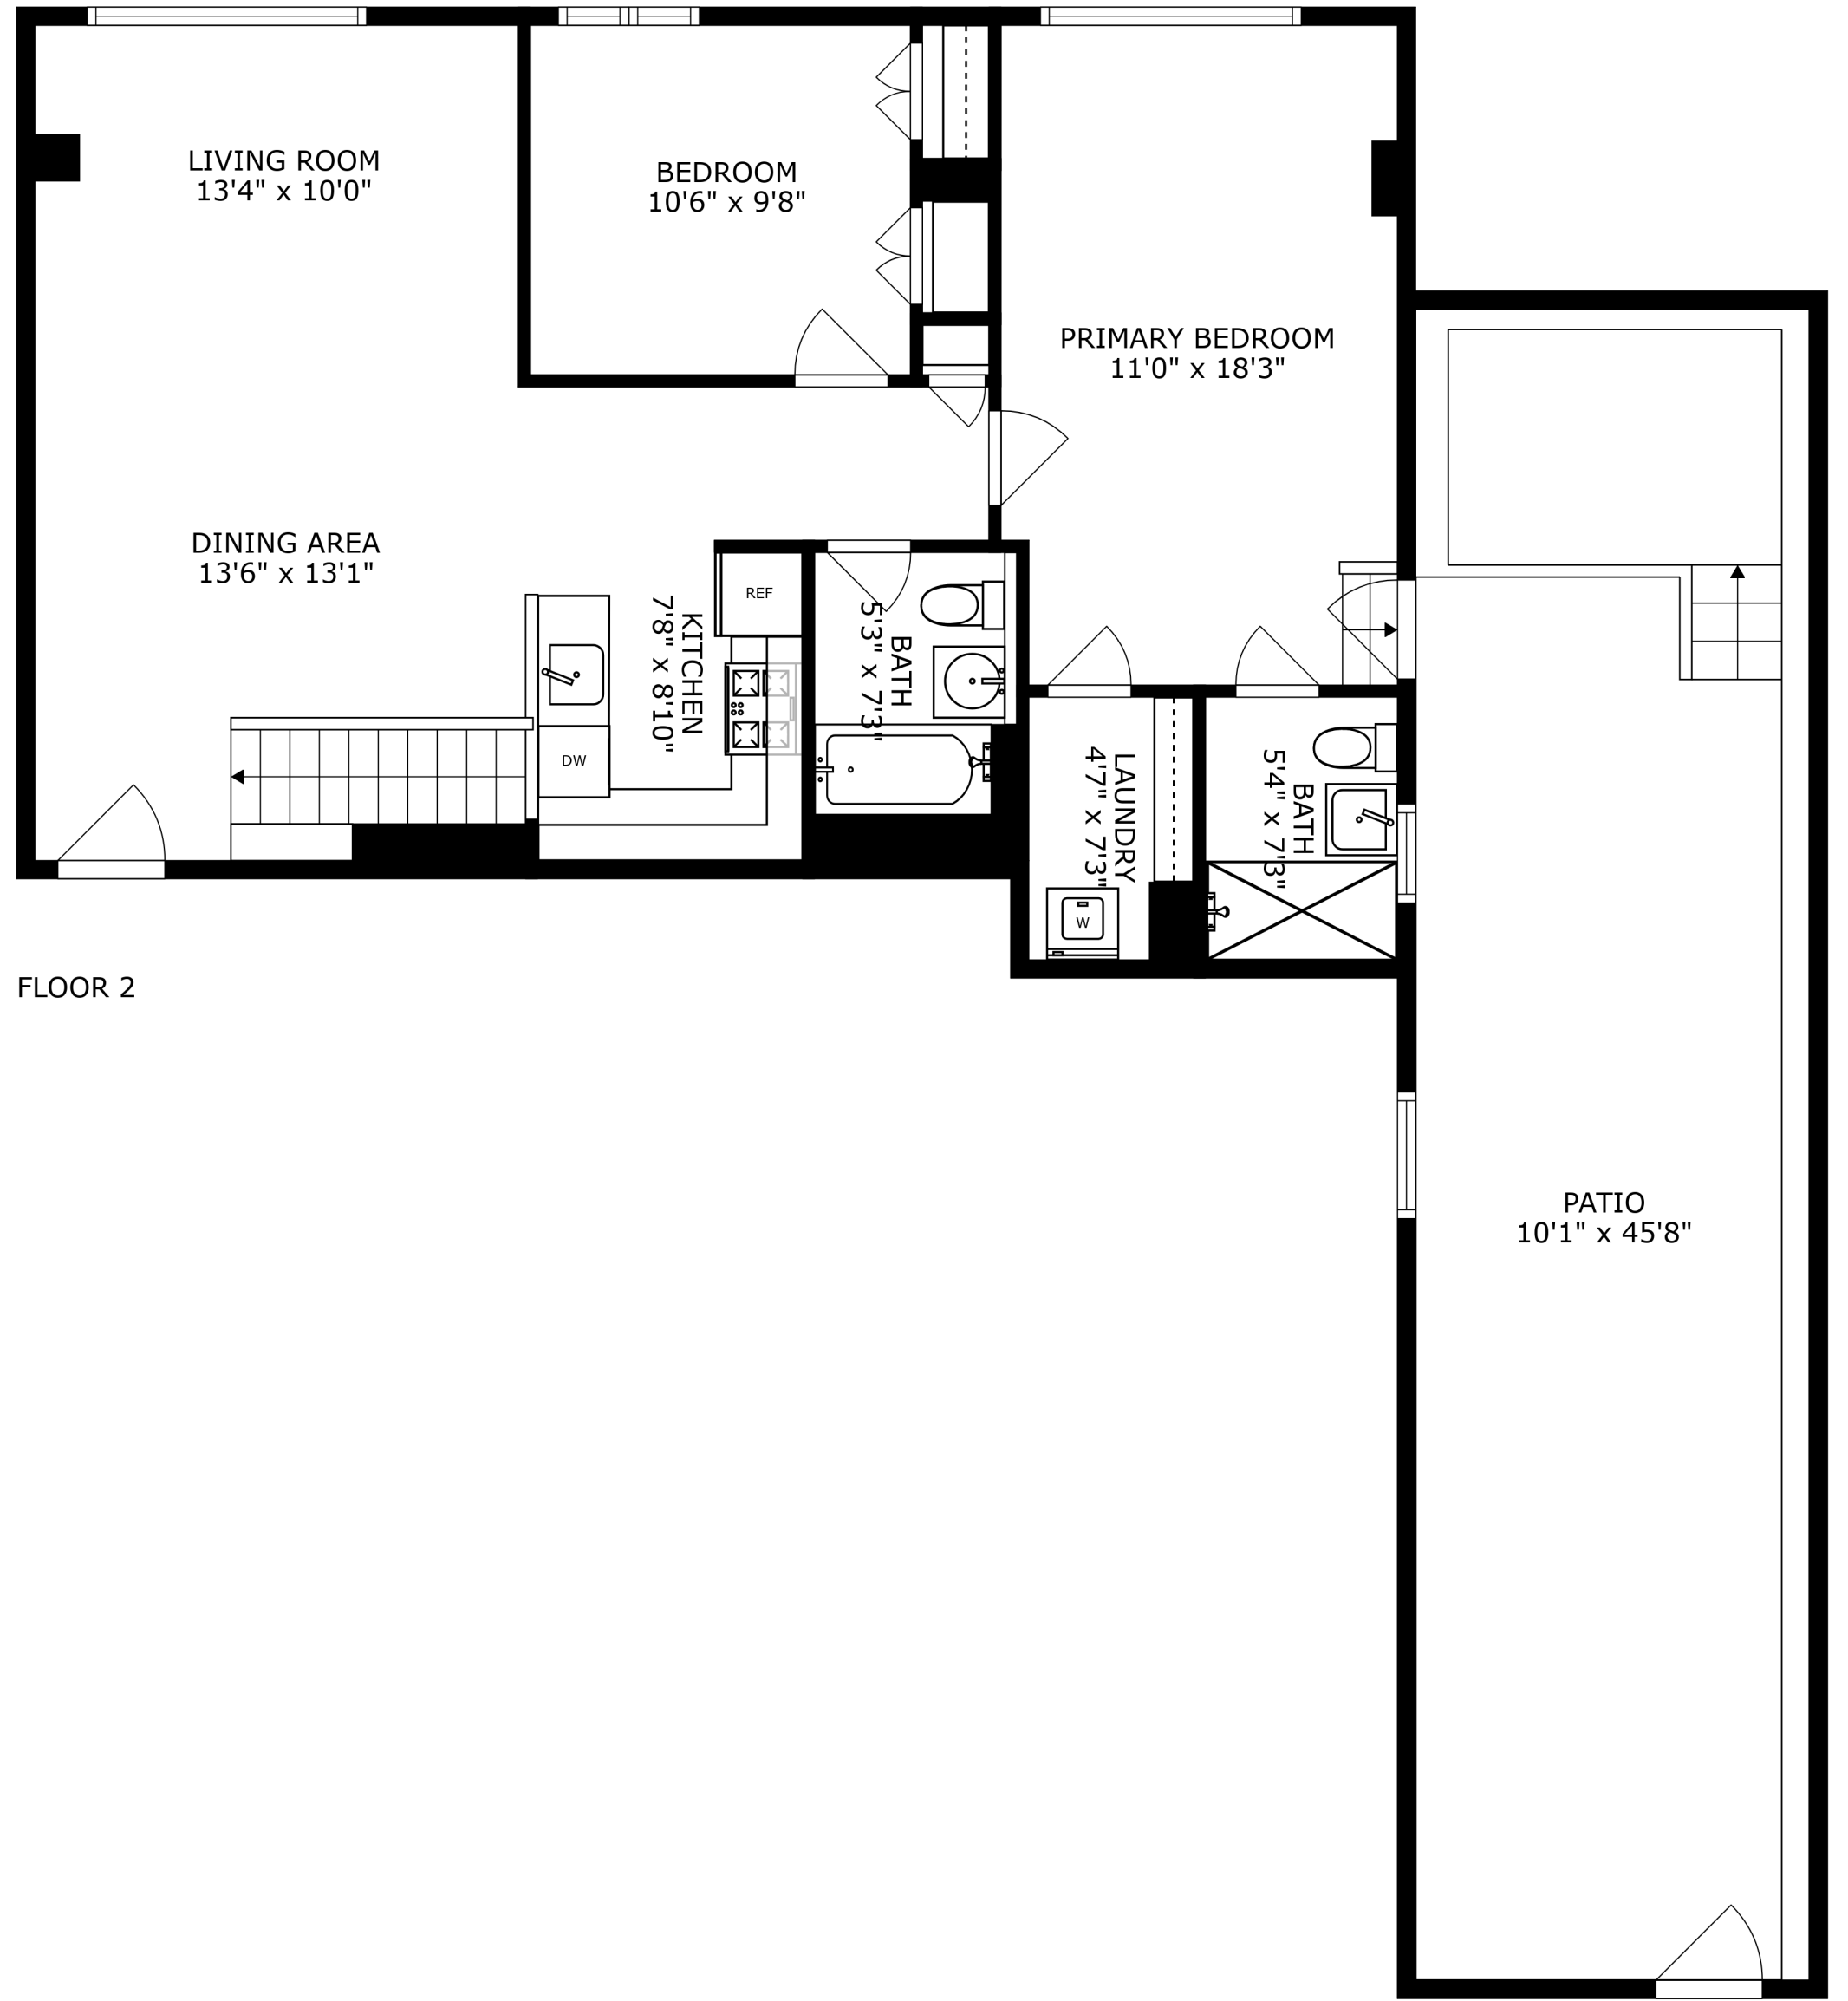 LIVING ROOM
13'4" x 10'0"
BEDROOM
10'6" x 9'8"
PRIMARY BEDROOM
11'0" x 18'3"
DINING AREA
13'6" x 13'1"
KITCHEN
7'8" x 8'10"
REF
DW
BATH
5'3" x 7'3"
LAUNDRY
4'7" x 7'3"
W
BATH
5'4" x 7'3"
FLOOR 2
PATIO
10'1" x 45'8"